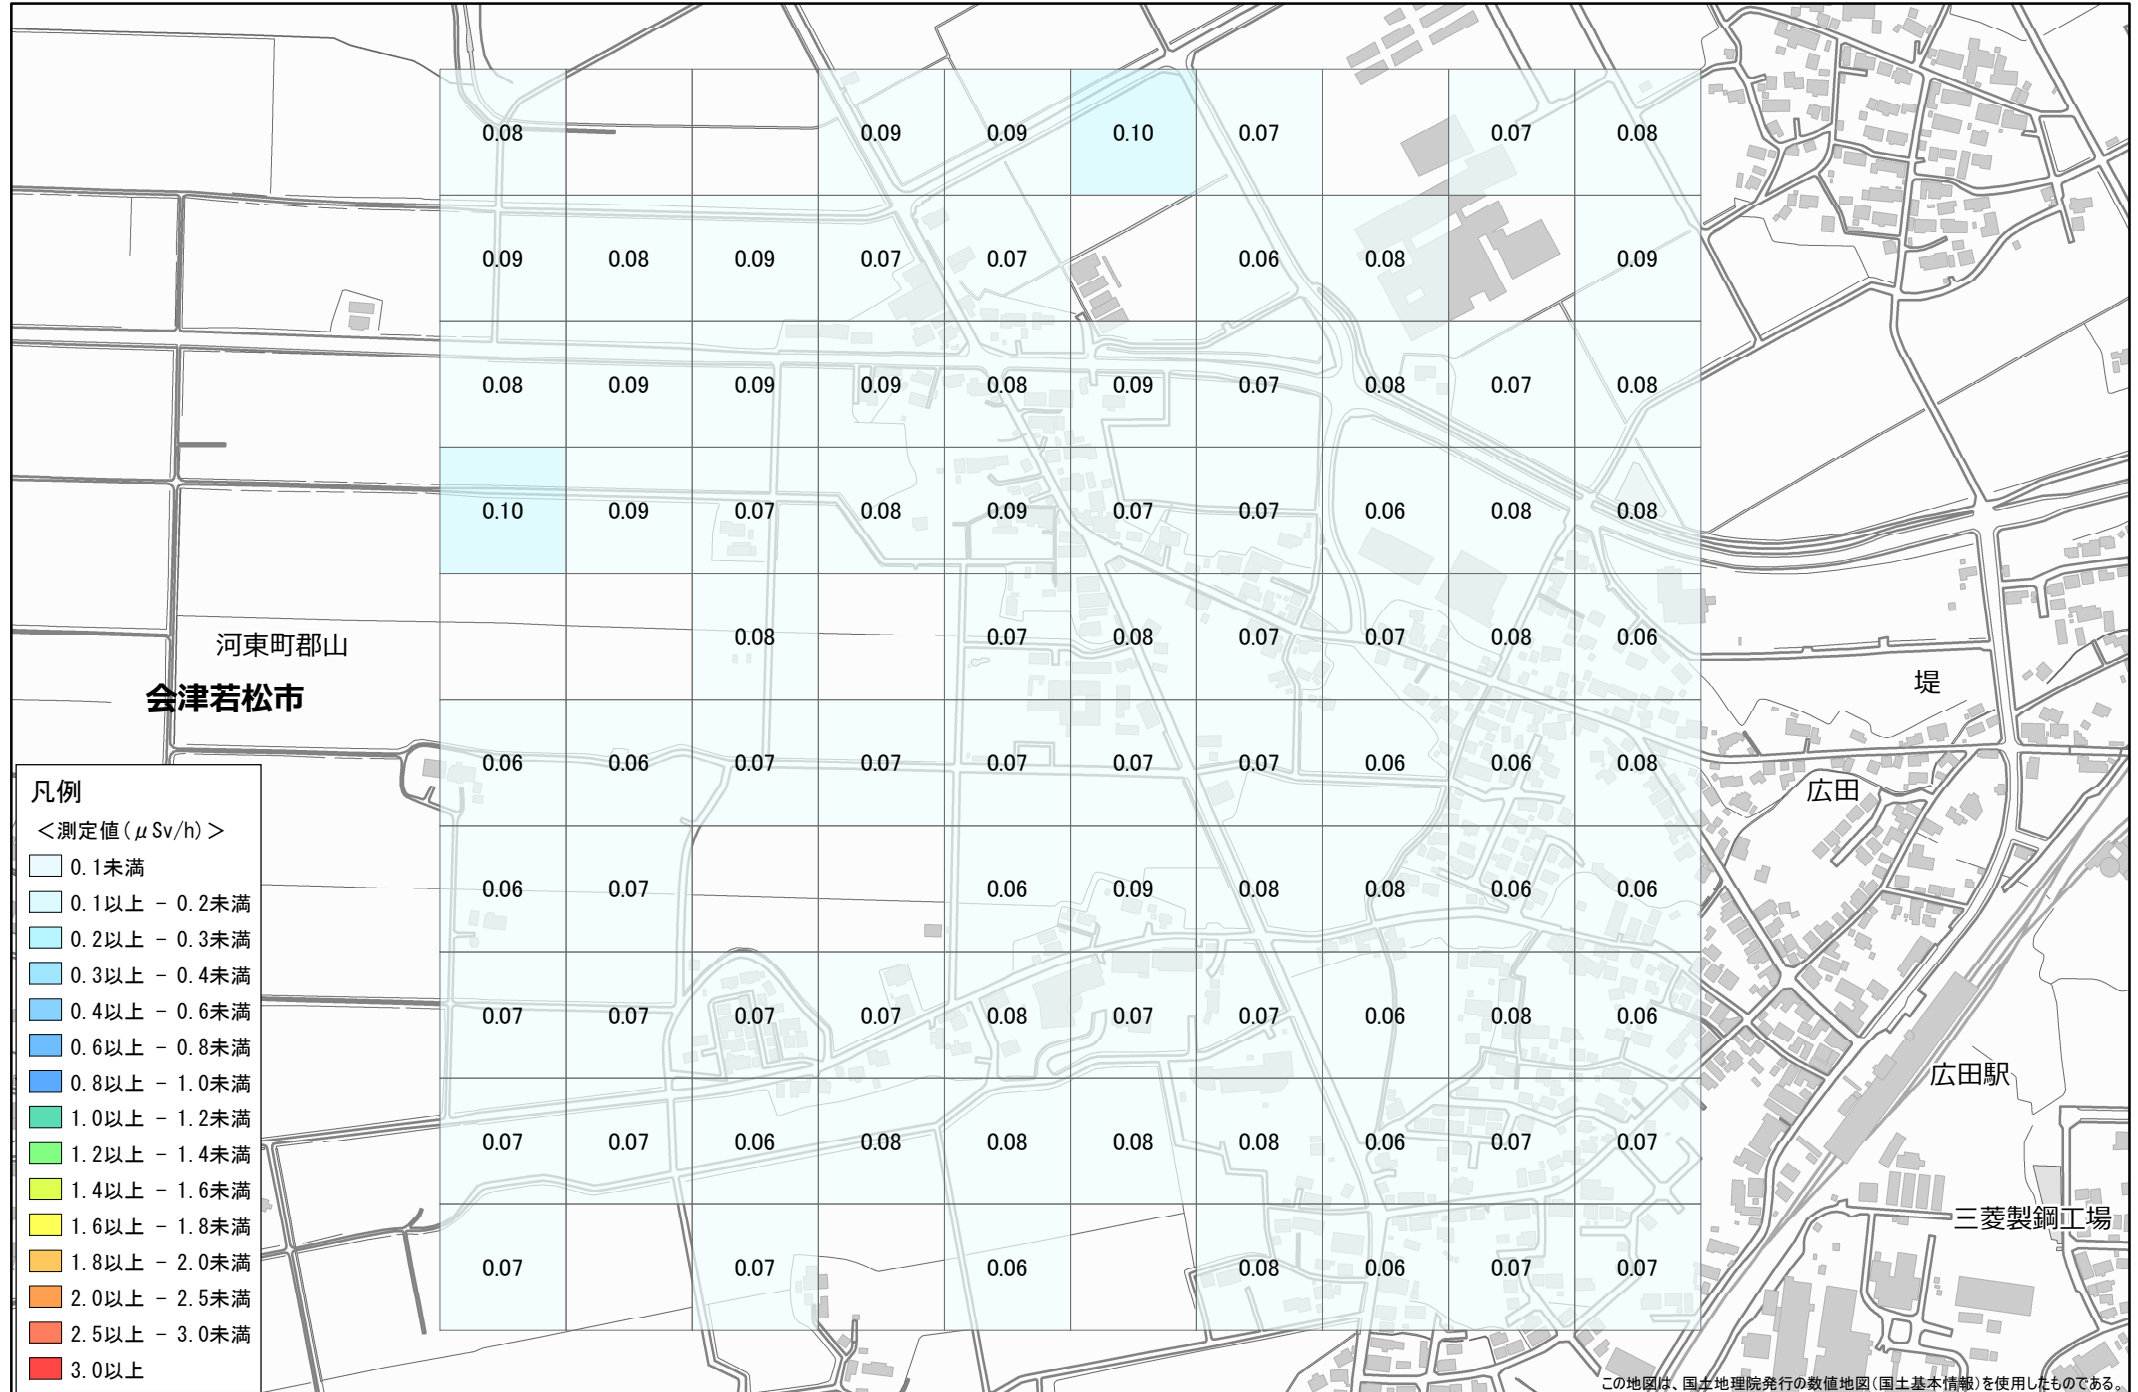 0.08 0.09 0.09 0.10 0.07 0.07 0.08
0.09 0.08 0.09 0.07 0.07 0.06 0.08 0.09
0.08 0.09 0.09 0.09 0.08 0.09 0.07 0.08 0.07 0.08
0.10 0.09 0.07 0.08 0.09 0.07 0.07 0.06 0.08 0.08
0.08 0.07 0.08 0.07 0.07 0.08 0.06
0.06 0.06 0.07 0.07 0.07 0.07 0.07 0.06 0.06 0.08
0.06 0.07 0.06 0.09 0.08 0.08 0.06 0.06
0.07 0.07 0.07 0.07 0.08 0.07 0.07 0.06 0.08 0.06
0.07 0.07 0.06 0.08 0.08 0.08 0.08 0.06 0.07 0.07
0.07 0.07 0.06 0.08 0.06 0.07 0.07
河東町郡山
会津若松市
堤
広田
広田駅
三菱製鋼工場
凡例
＜測定値(μSv/h)＞
0.1未満
0.1以上 - 0.2未満
0.2以上 - 0.3未満
0.3以上 - 0.4未満
0.4以上 - 0.6未満
0.6以上 - 0.8未満
0.8以上 - 1.0未満
1.0以上 - 1.2未満
1.2以上 - 1.4未満
1.4以上 - 1.6未満
1.6以上 - 1.8未満
1.8以上 - 2.0未満
2.0以上 - 2.5未満
2.5以上 - 3.0未満
3.0以上
この地図は、国土地理院発行の数値地図(国土基本情報)を使用したものである。